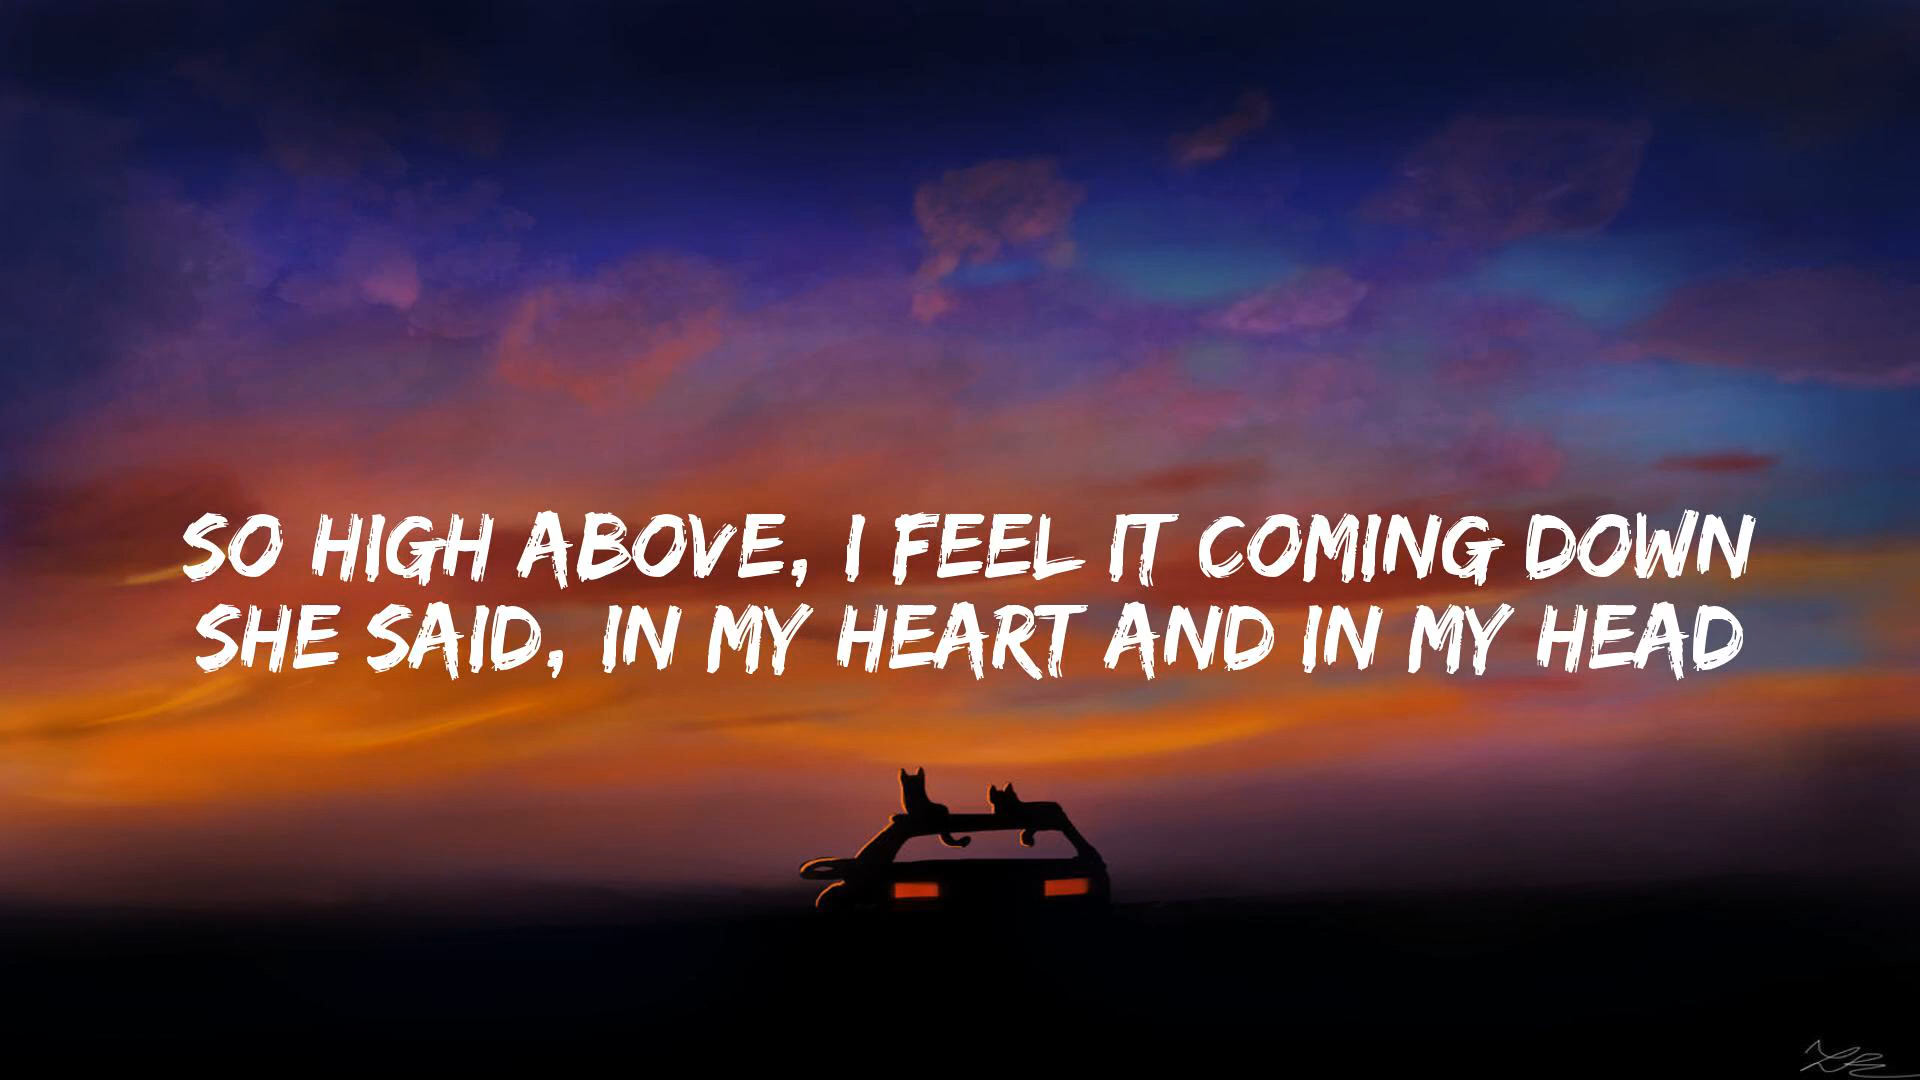 SO HIGH ABOVE, I FEEL IT COMING DOWN
SHE SAID, IN MY HEART AND IN MY HEAD